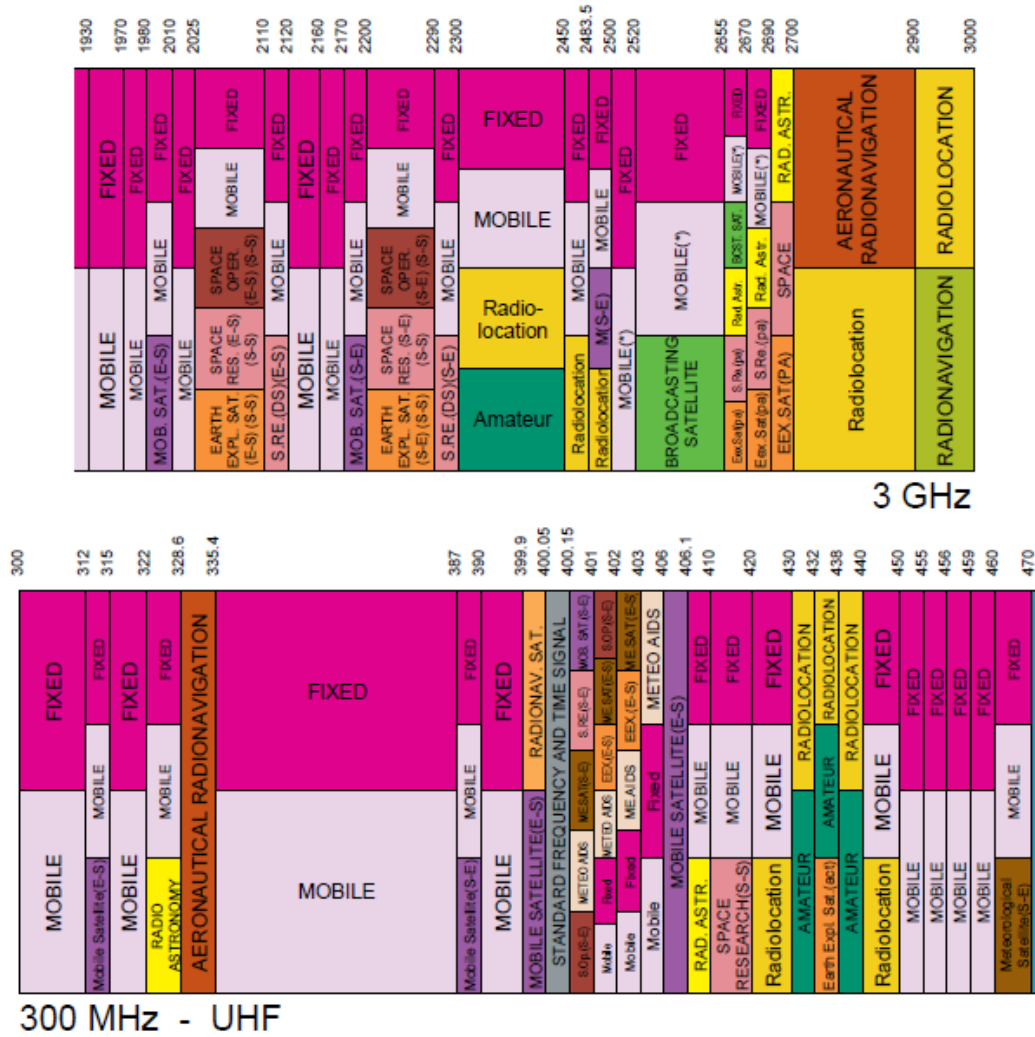 1930
1970
1980
2010
2025
2110
2120
2160
2170
2200
2290
2300
2450
2483.5
2500
2520
2655
2670
2690
2700
2900
3000
FIXED
MOBILE
FIXED
MOBILE
FIXED
MOBILE
MOB. SAT.(E-S)
FIXED
MOBILE
FIXED
MOBILE
SPACE
OPER.
(E-S) (S-S)
SPACE
RES. (E-S)
(S-S)
EARTH
EXPL. SAT.
(E-S) (S-S)
FIXED
MOBILE
S.RE.(DS)(E-S)
FIXED
MOBILE
FIXED
MOBILE
FIXED
MOBILE
MOB. SAT.(S-E)
FIXED
MOBILE
SPACE
OPER.
(S-E) (S-S)
SPACE
RES. (S-E)
(S-S)
EARTH
EXPL. SAT.
(S-E) (S-S)
FIXED
MOBILE
S.RE.(DS)(S-E)
FIXED
MOBILE
Radio-
location
Amateur
FIXED
MOBILE
Radiolocation
FIXED
MOBILE
M(S-E)
Radiolocation
FIXED
MOBILE(*)
FIXED
MOBILE(*)
BROADCASTING
SATELLITE
FIXED
MOBILE(*)
BCST. SAT.
Rad. Astr.
S.Re.(pa)
Eex.Sat(pa)
FIXED
MOBILE(*)
Rad. Astr.
S.Re.(pa)
Eex.Sat(pa)
RAD. ASTR.
SPACE
EEX.SAT(PA)
AERONAUTICAL
RADIONAVIGATION
Radiolocation
RADIOLOCATION
RADIONAVIGATION
3 GHz
300
312
315
322
328.6
335.4
387
390
399.9
400.05
400.15
401
402
403
406
406.1
410
420
430
432
438
440
450
455
456
459
460
470
FIXED
MOBILE
FIXED
MOBILE
Mobile Satellite(E-S)
FIXED
MOBILE
FIXED
MOBILE
RADIO
ASTRONOMY
AERONAUTICAL RADIONAVIGATION
FIXED
MOBILE
FIXED
MOBILE
Mobile Satellite(S-E)
FIXED
MOBILE
RADIONAV. SAT.
MOBILE SATELLITE(E-S)
STANDARD FREQUENCY AND TIME SIGNAL
MOB. SAT(S-E)
S.RE(S-E)
ME.SAT(S-E)
METEO AIDS
S.Op.(S-E)
S.OP(S-E)
ME.SAT(E-S)
EEX.(E-S)
METEO AIDS
Fixed
Mobile
ME.SAT(E-S)
EEX.(E-S)
ME.AIDS
Fixed
Mobile
METEO AIDS
Fixed
Mobile
MOBILE SATELLITE(E-S)
FIXED
MOBILE
RAD. ASTR.
FIXED
MOBILE
SPACE
RESEARCH(S-S)
FIXED
MOBILE
Radiolocation
RADIOLOCATION
AMATEUR
RADIOLOCATION
AMATEUR
Earth Expl. Sat.(act)
RADIOLOCATION
AMATEUR
FIXED
MOBILE
Radiolocation
FIXED
MOBILE
FIXED
MOBILE
FIXED
MOBILE
FIXED
MOBILE
FIXED
MOBILE
Meteorological
Satellite(S-E)
300 MHz - UHF